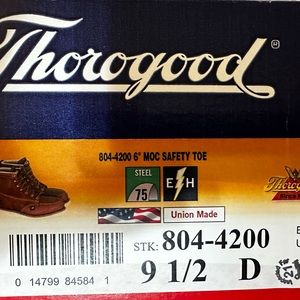 Thorogood®
804-4200 6" MOC SAFETY TOE
STEEL
75
EH
Union Made
Thorogood
STK: 804-4200
9 1/2 D
0 14799 84584 1